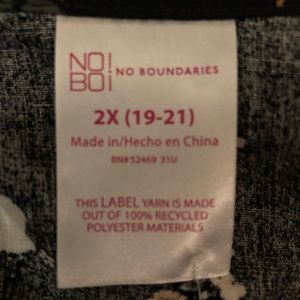 NO!
BOi
NO BOUNDARIES
2X (19-21)
Made in/Hecho en China
RN# 52469 31U
THIS LABEL YARN IS MADE
OUT OF 100% RECYCLED
POLYESTER MATERIALS